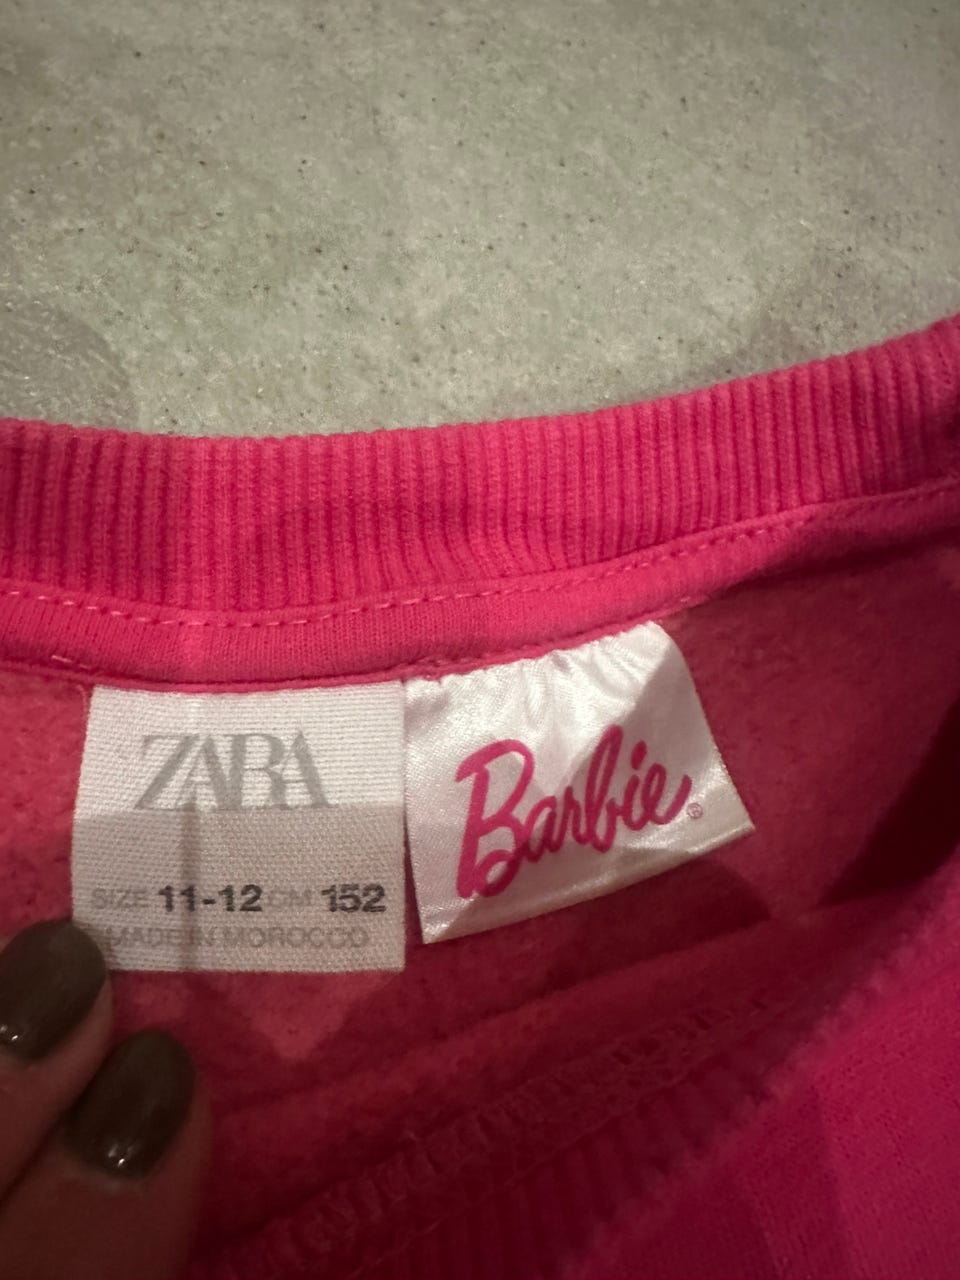 ZARA
SIZE 11-12 CM 152
MADE IN MOROCCO
Barbie®